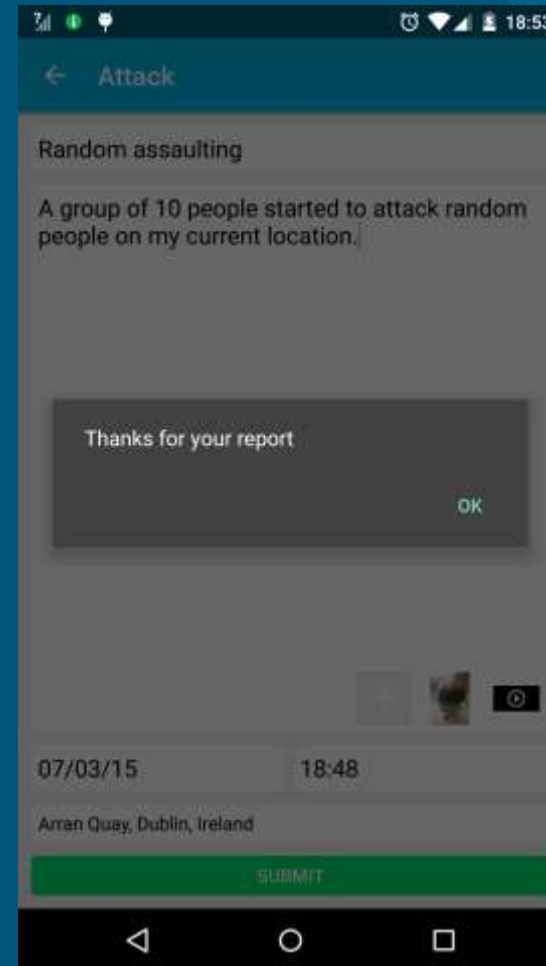 18:53
Attack
Random assaulting
A group of 10 people started to attack random
people on my current location.
Thanks for your report
OK
07/03/15
18:48
Arran Quay, Dublin, Ireland
SUBMIT